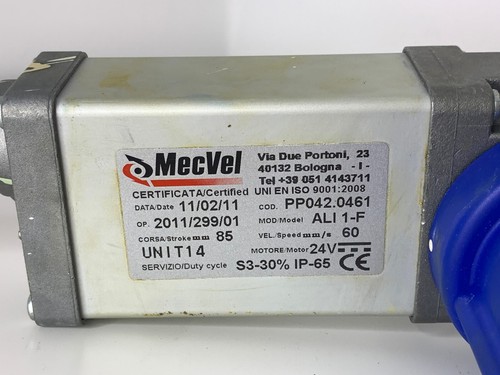 MecVel
Via Due Portoni, 23
40132 Bologna - I -
Tel +39 051 4143711
CERTIFICATA/Certified UNI EN ISO 9001:2008
DATA/Date 11/02/11 COD. PP042.0461
OP. 2011/299/01 MOD/Model ALI 1-F
CORSA/Stroke mm 85 VEL./Speed mm/s 60
UNIT14 MOTORE/Motor 24V
SERVIZIO/Duty cycle S3-30% IP-65 CE